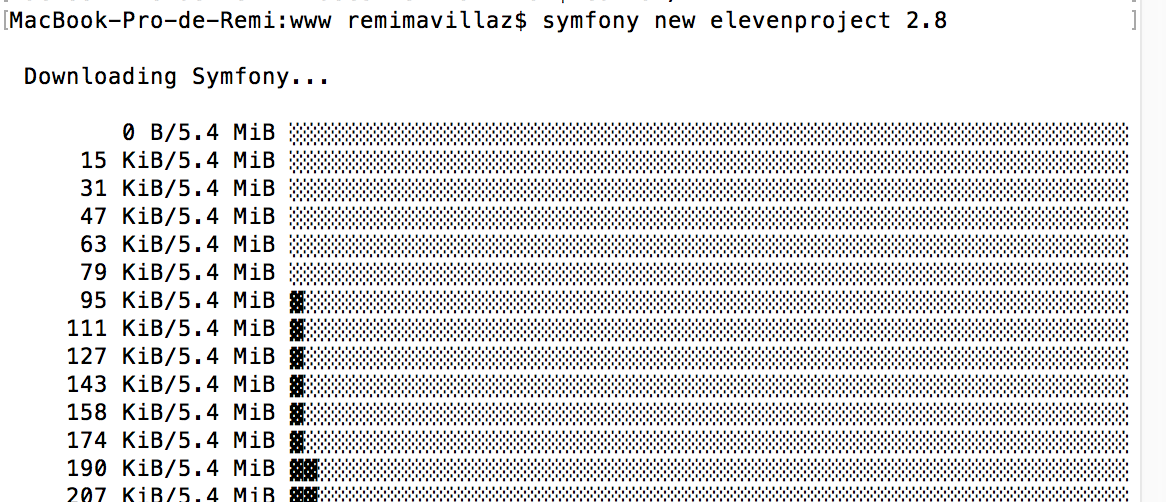 [MacBook-Pro-de-Remi:www remimavillaz$ symfony new elevenproject 2.8 ]
Downloading Symfony...
0 B/5.4 MiB
15 KiB/5.4 MiB
31 KiB/5.4 MiB
47 KiB/5.4 MiB
63 KiB/5.4 MiB
79 KiB/5.4 MiB
95 KiB/5.4 MiB
111 KiB/5.4 MiB
127 KiB/5.4 MiB
143 KiB/5.4 MiB
158 KiB/5.4 MiB
174 KiB/5.4 MiB
190 KiB/5.4 MiB
207 KiB/5.4 MiB